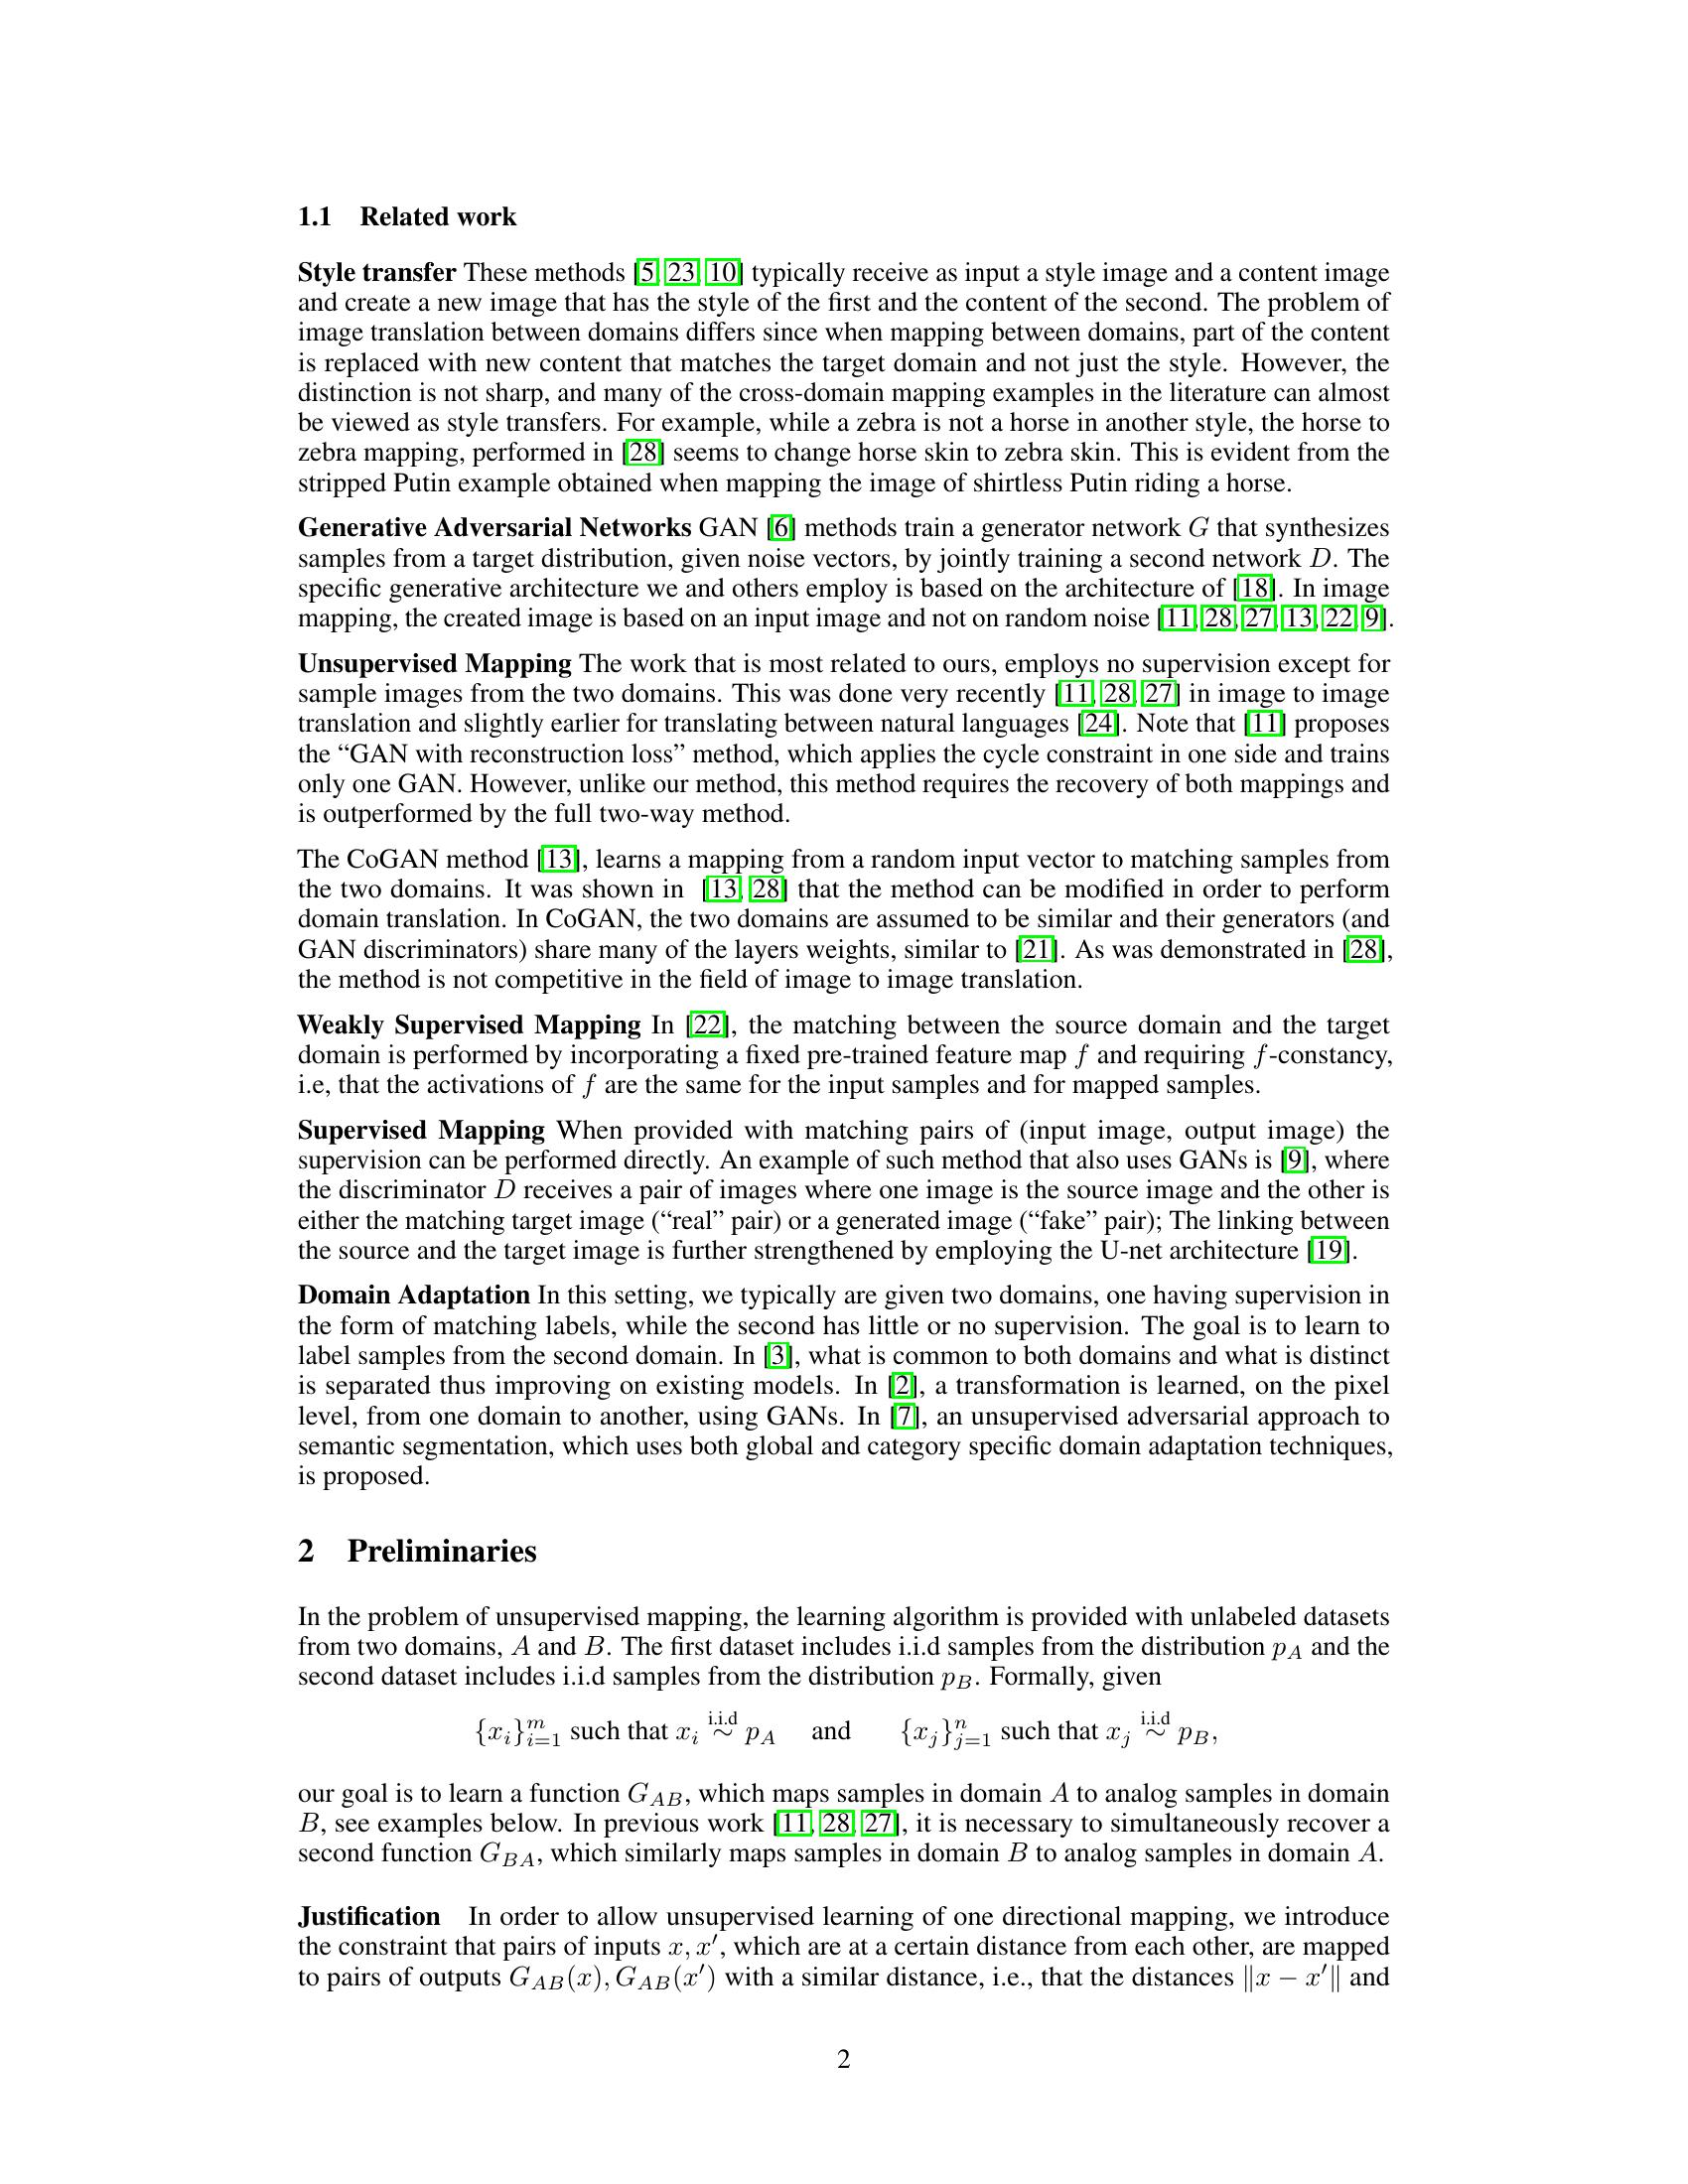 1.1 Related work
Style transfer These methods [5, 23, 10] typically receive as input a style image and a content image
and create a new image that has the style of the first and the content of the second. The problem of
image translation between domains differs since when mapping between domains, part of the content
is replaced with new content that matches the target domain and not just the style. However, the
distinction is not sharp, and many of the cross-domain mapping examples in the literature can almost
be viewed as style transfers. For example, while a zebra is not a horse in another style, the horse to
zebra mapping, performed in [28] seems to change horse skin to zebra skin. This is evident from the
stripped Putin example obtained when mapping the image of shirtless Putin riding a horse.
Generative Adversarial Networks GAN [6] methods train a generator network G that synthesizes
samples from a target distribution, given noise vectors, by jointly training a second network D. The
specific generative architecture we and others employ is based on the architecture of [18]. In image
mapping, the created image is based on an input image and not on random noise [11, 28, 27, 13, 22, 9].
Unsupervised Mapping The work that is most related to ours, employs no supervision except for
sample images from the two domains. This was done very recently [11, 28, 27] in image to image
translation and slightly earlier for translating between natural languages [24]. Note that [11] proposes
the “GAN with reconstruction loss” method, which applies the cycle constraint in one side and trains
only one GAN. However, unlike our method, this method requires the recovery of both mappings and
is outperformed by the full two-way method.
The CoGAN method [13], learns a mapping from a random input vector to matching samples from
the two domains. It was shown in [13, 28] that the method can be modified in order to perform
domain translation. In CoGAN, the two domains are assumed to be similar and their generators (and
GAN discriminators) share many of the layers weights, similar to [21]. As was demonstrated in [28],
the method is not competitive in the field of image to image translation.
Weakly Supervised Mapping In [22], the matching between the source domain and the target
domain is performed by incorporating a fixed pre-trained feature map f and requiring f-constancy,
i.e, that the activations of f are the same for the input samples and for mapped samples.
Supervised Mapping When provided with matching pairs of (input image, output image) the
supervision can be performed directly. An example of such method that also uses GANs is [9], where
the discriminator D receives a pair of images where one image is the source image and the other is
either the matching target image (“real” pair) or a generated image (“fake” pair); The linking between
the source and the target image is further strengthened by employing the U-net architecture [19].
Domain Adaptation In this setting, we typically are given two domains, one having supervision in
the form of matching labels, while the second has little or no supervision. The goal is to learn to
label samples from the second domain. In [3], what is common to both domains and what is distinct
is separated thus improving on existing models. In [2], a transformation is learned, on the pixel
level, from one domain to another, using GANs. In [7], an unsupervised adversarial approach to
semantic segmentation, which uses both global and category specific domain adaptation techniques,
is proposed.
2 Preliminaries
In the problem of unsupervised mapping, the learning algorithm is provided with unlabeled datasets
from two domains, A and B. The first dataset includes i.i.d samples from the distribution p_A and the
second dataset includes i.i.d samples from the distribution p_B. Formally, given
{x_i}_{i=1}^m such that x_i \overset{i.i.d}{∼} p_A and {x_j}_{j=1}^n such that x_j \overset{i.i.d}{∼} p_B,
our goal is to learn a function G_{AB}, which maps samples in domain A to analog samples in domain
B, see examples below. In previous work [11, 28, 27], it is necessary to simultaneously recover a
second function G_{BA}, which similarly maps samples in domain B to analog samples in domain A.
Justification In order to allow unsupervised learning of one directional mapping, we introduce
the constraint that pairs of inputs x, x′, which are at a certain distance from each other, are mapped
to pairs of outputs G_{AB}(x), G_{AB}(x′) with a similar distance, i.e., that the distances ‖x − x′‖ and
2